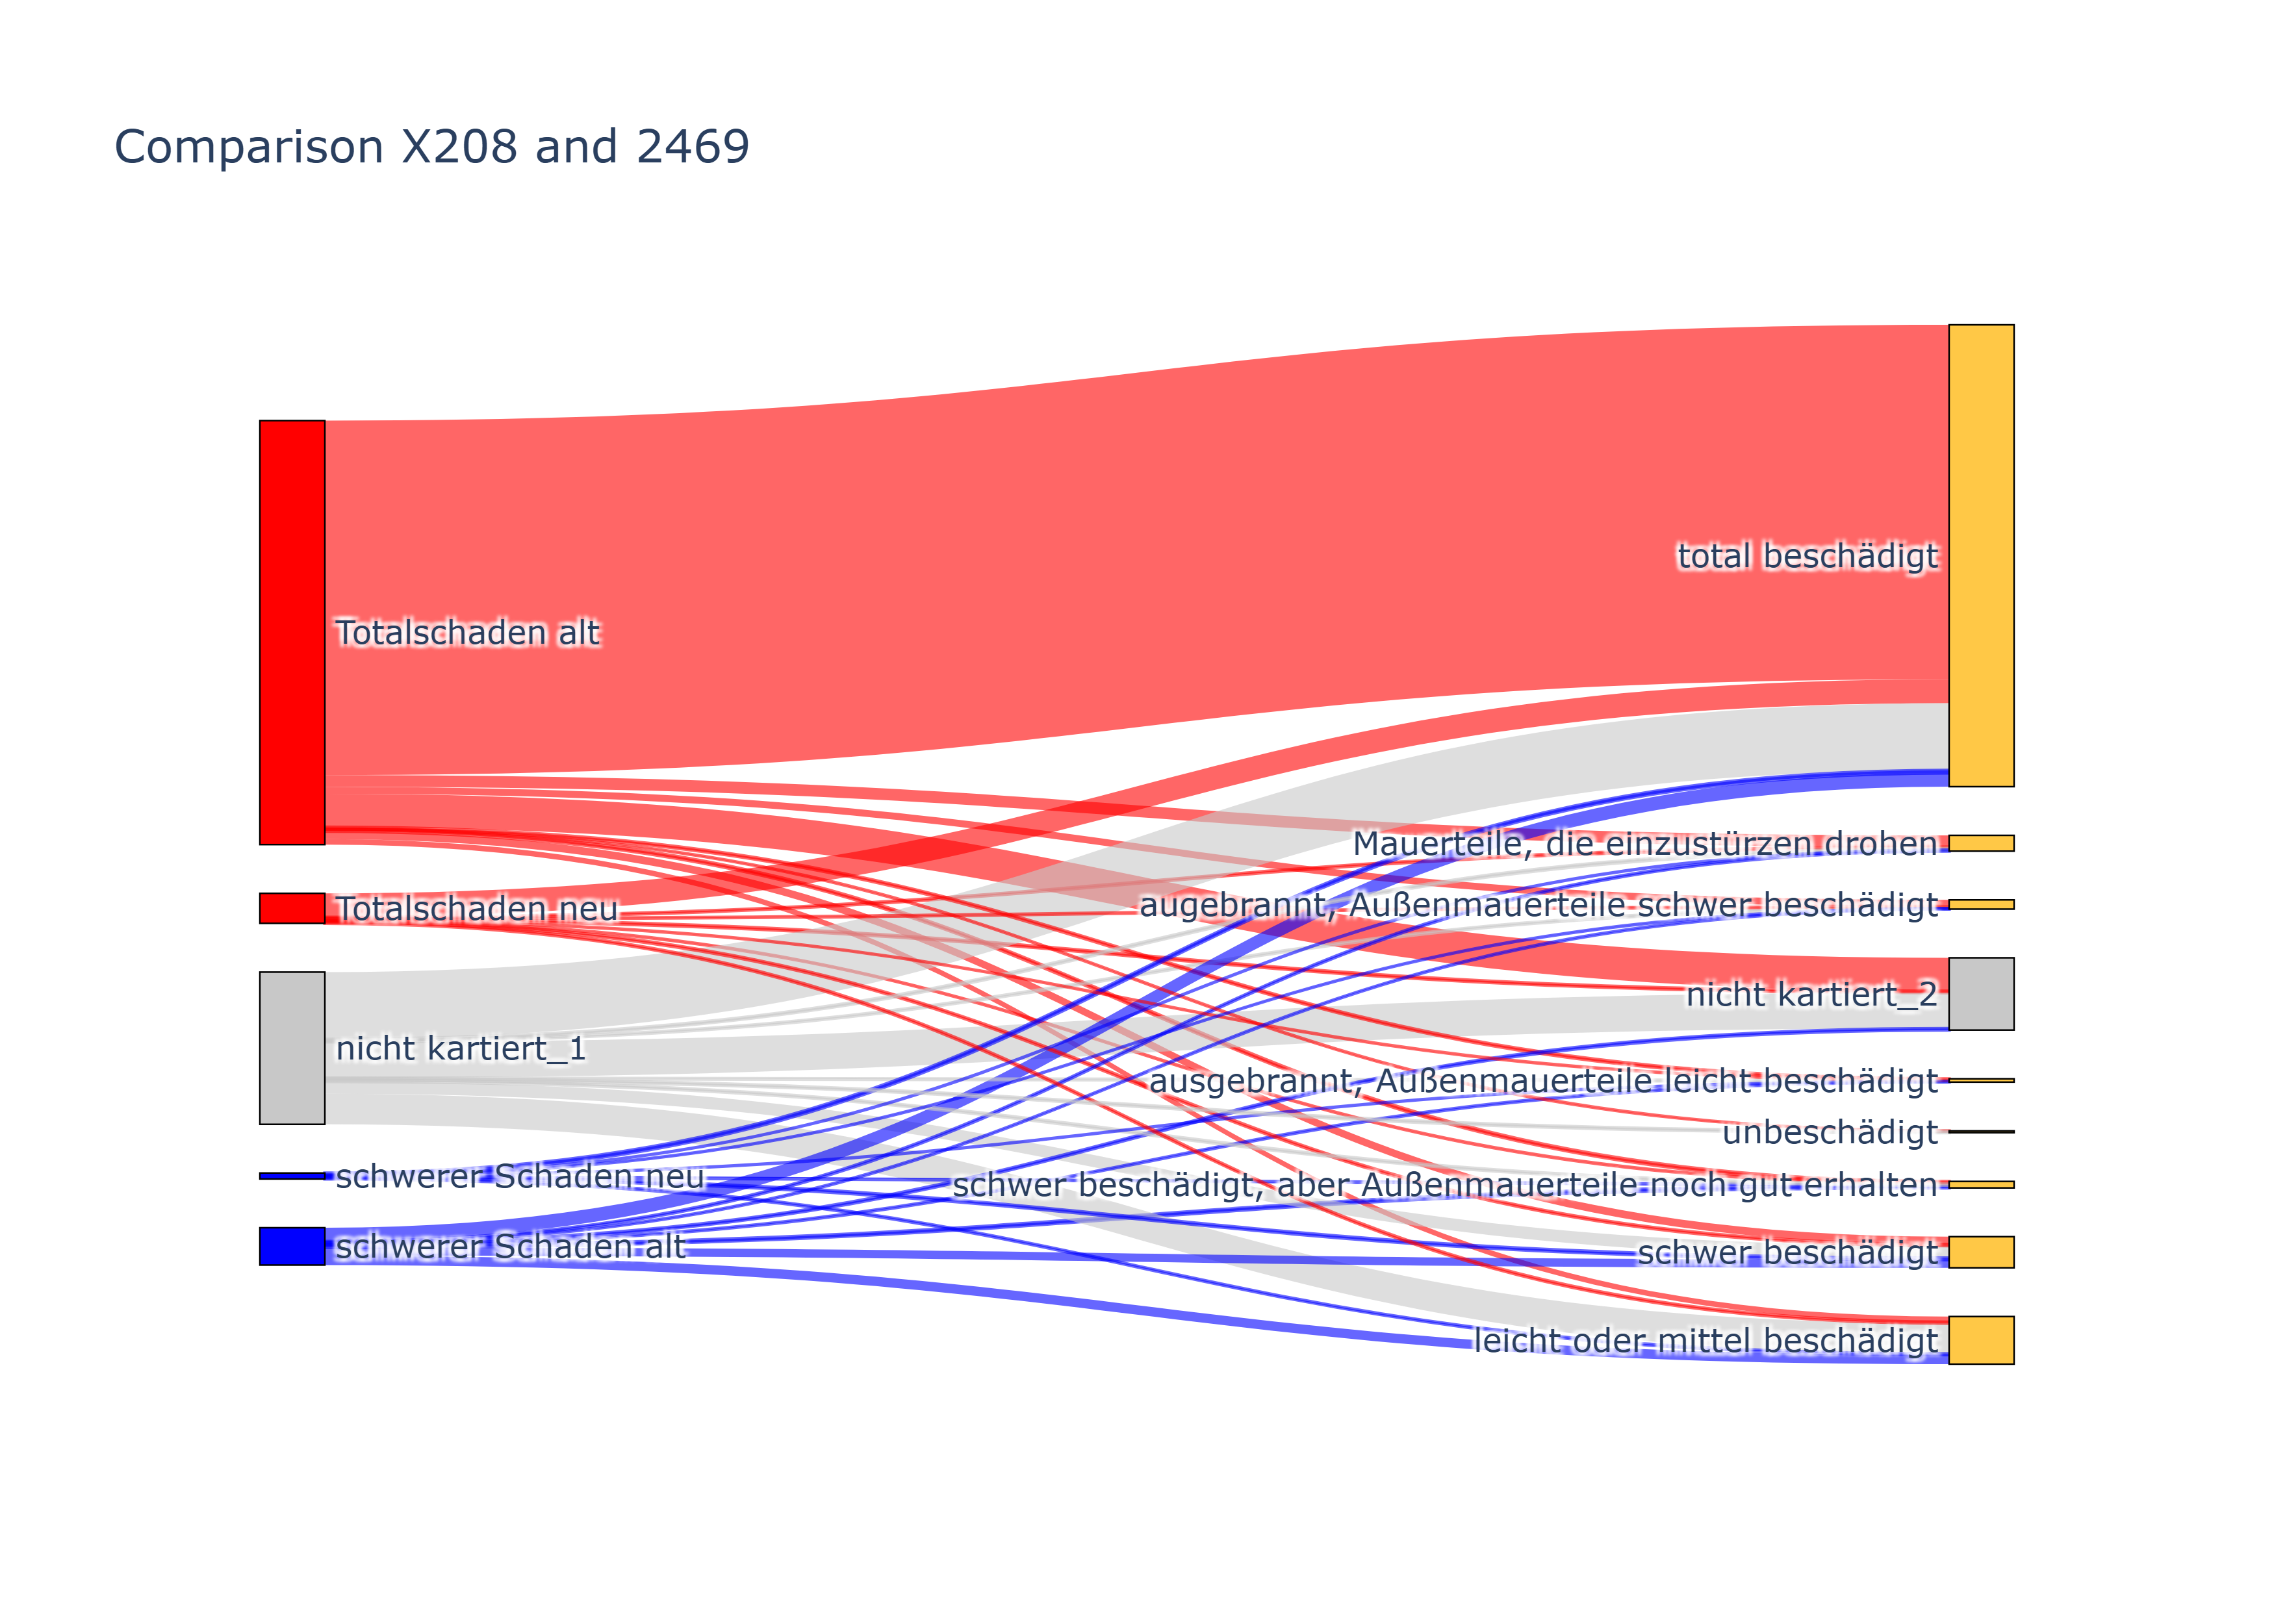 Comparison X208 and 2469
total beschädigt
Totalschaden alt
Mauerteile, die einzustürzen drohen
augebrannt, Außenmauerteile schwer beschädigt
Totalschaden neu
nicht kartiert_2
nicht kartiert_1
ausgebrannt, Außenmauerteile leicht beschädigt
unbeschädigt
schwerer Schaden neu
schwer beschädigt, aber Außenmauerteile noch gut erhalten
schwerer Schaden alt
schwer beschädigt
leicht oder mittel beschädigt